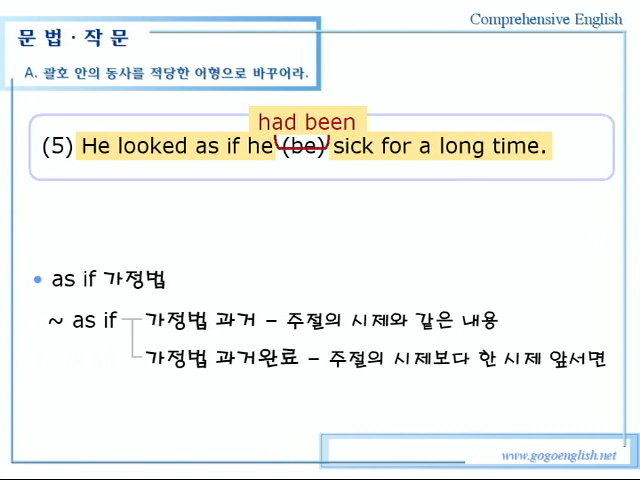 Comprehensive English
문 법 · 작 문
A. 괄호 안의 동사를 적당한 어형으로 바꾸어라.
had been
(5) He looked as if he (be) sick for a long time.
• as if 가정법
~ as if 가정법 과거 – 주절의 시제와 같은 내용
가정법 과거완료 – 주절의 시제보다 한 시제 앞서면
www.gogoenglish.net